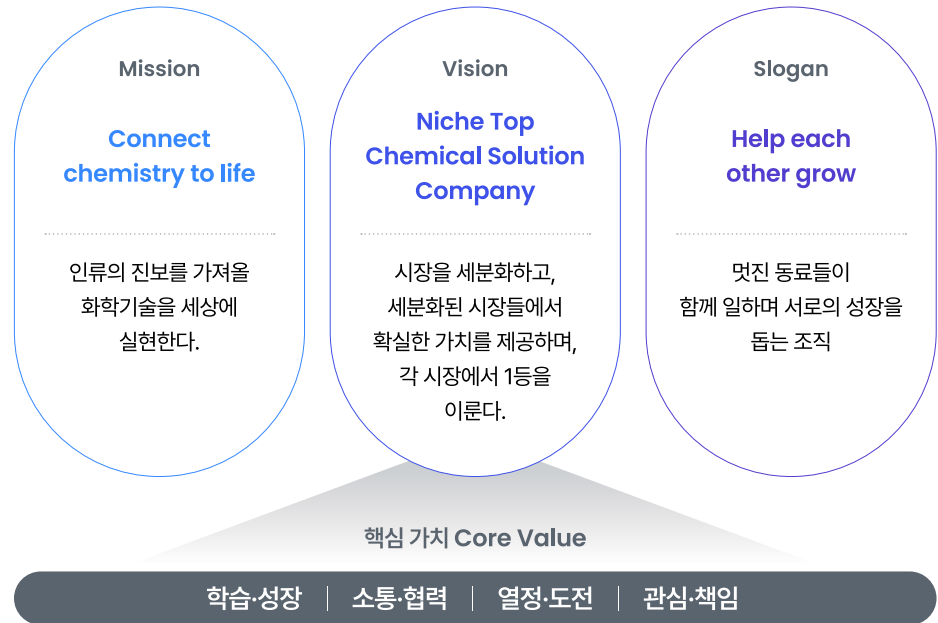 Mission
Connect
chemistry to life
인류의 진보를 가져올
화학기술을 세상에
실현한다.
Vision
Niche Top
Chemical Solution
Company
시장을 세분화하고,
세분화된 시장들에서
확실한 가치를 제공하며,
각 시장에서 1등을
이룬다.
Slogan
Help each
other grow
멋진 동료들이
함께 일하며 서로의 성장을
돕는 조직
핵심 가치 Core Value
학습·성장 | 소통·협력 | 열정·도전 | 관심·책임